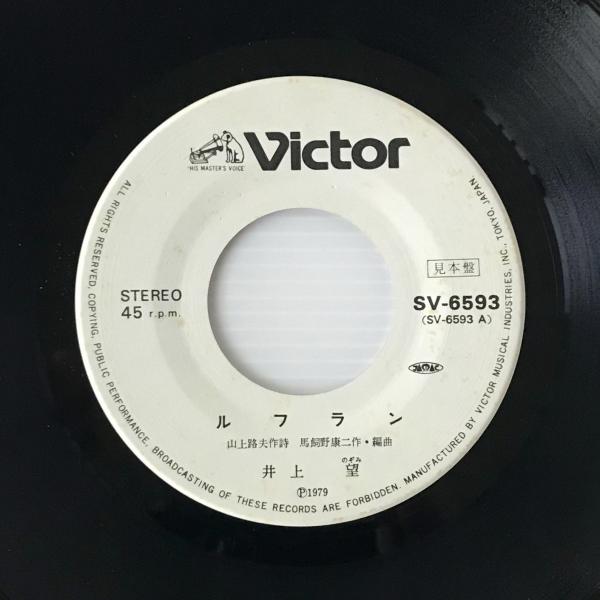 Victor
"HIS MASTER'S VOICE"
見本盤
STEREO
45 r.p.m.
SV-6593
(SV-6593 A)
JASRAC
ルフラン
山上路夫作詩 馬飼野康二作・編曲
のぞみ
井上 望
Ⓟ1979
ALL RIGHTS RESERVED, COPYING, PUBLIC PERFORMANCE, BROADCASTING OF THESE RECORDS ARE FORBIDDEN. MANUFACTURED BY VICTOR MUSICAL INDUSTRIES, INC., TOKYO, JAPAN